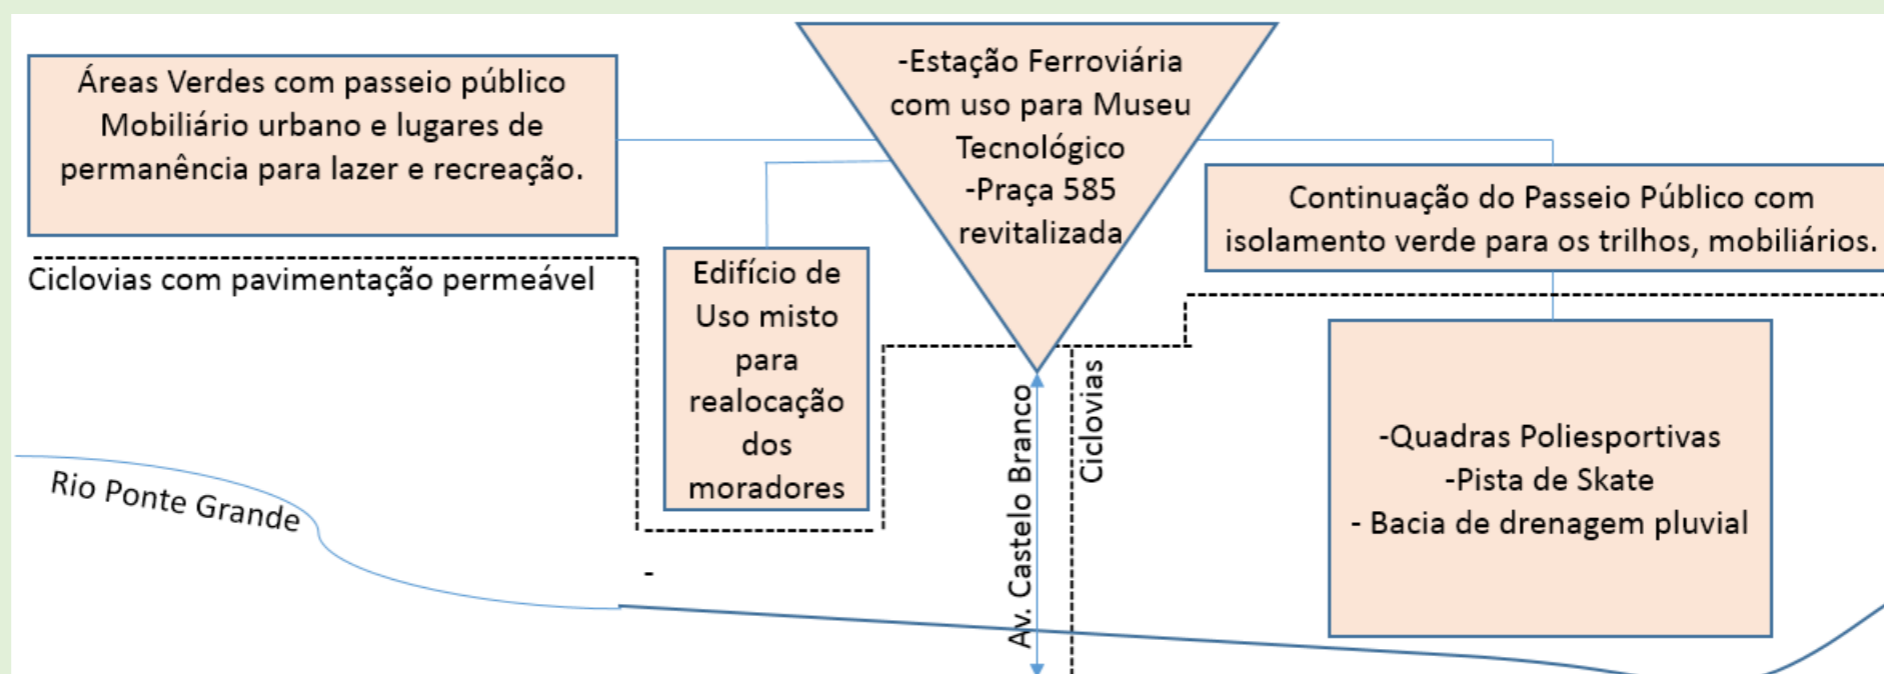 Áreas Verdes com passeio público
Mobiliário urbano e lugares de
permanência para lazer e recreação.
-Estação Ferroviária
com uso para Museu
Tecnológico
-Praça 585
revitalizada
Continuação do Passeio Público com
isolamento verde para os trilhos, mobiliários.
Ciclovias com pavimentação permeável
Edifício de
Uso misto
para
realocação
dos
moradores
Av. Castelo Branco
Ciclovias
-Quadras Poliesportivas
-Pista de Skate
- Bacia de drenagem pluvial
Rio Ponte Grande
-